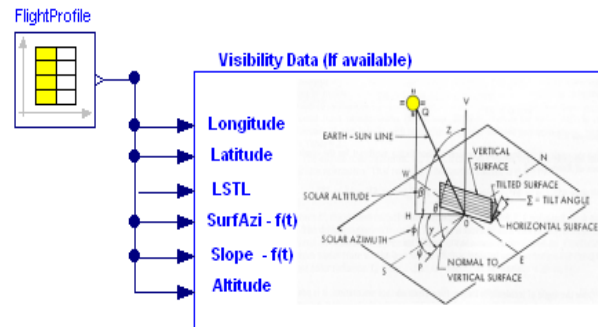 FlightProfile
Visibility Data (If available)
Longitude
Latitude
LSTL
SurfAzi - f(t)
Slope - f(t)
Altitude
Q
V
EARTH - SUN LINE
Z
VERTICAL
SURFACE
N
W
TILTED SURFACE
Σ = TILT ANGLE
SOLAR ALTITUDE
β
θ
H
O
HORIZONTAL SURFACE
SOLAR AZIMUTH
ϕ
γ
ψ
S
P
E
NORMAL TO
VERTICAL SURFACE